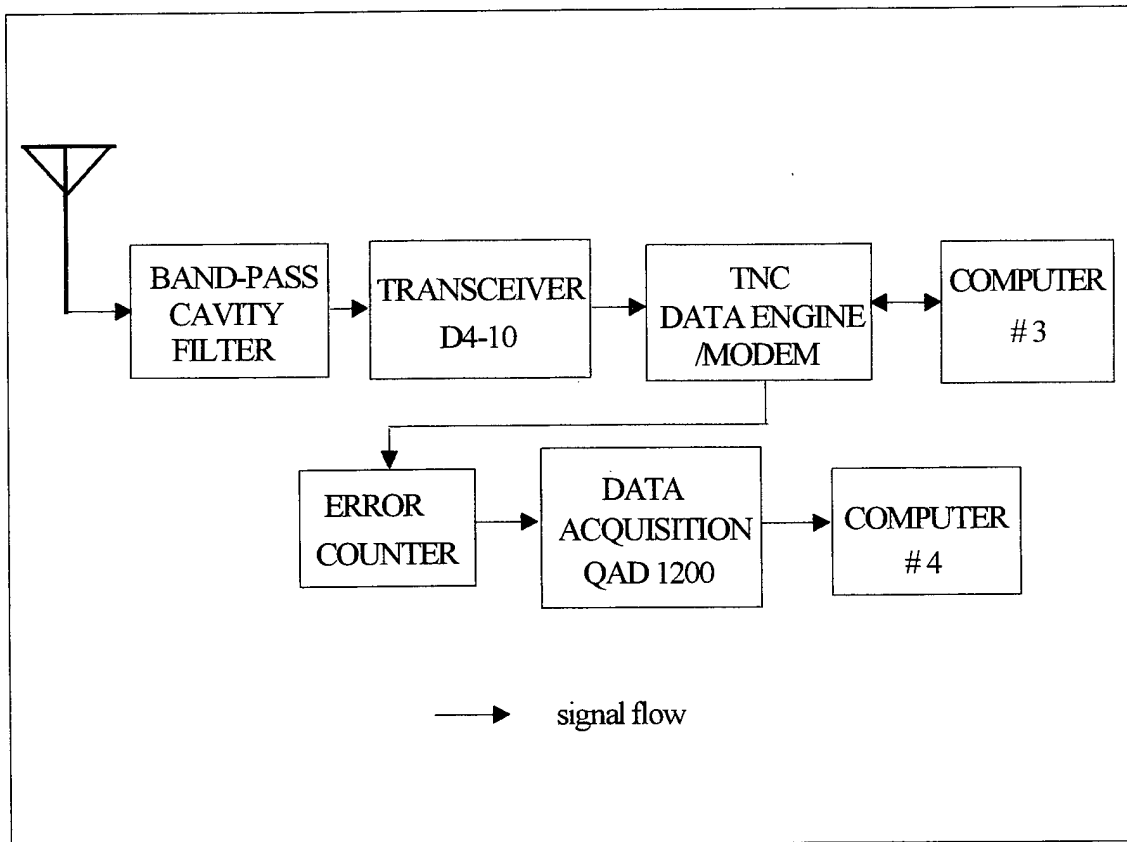 BAND-PASS
CAVITY
FILTER
TRANSCEIVER
D4-10
TNC
DATA ENGINE
/MODEM
COMPUTER
# 3
ERROR
COUNTER
DATA
ACQUISITION
QAD 1200
COMPUTER
# 4
signal flow